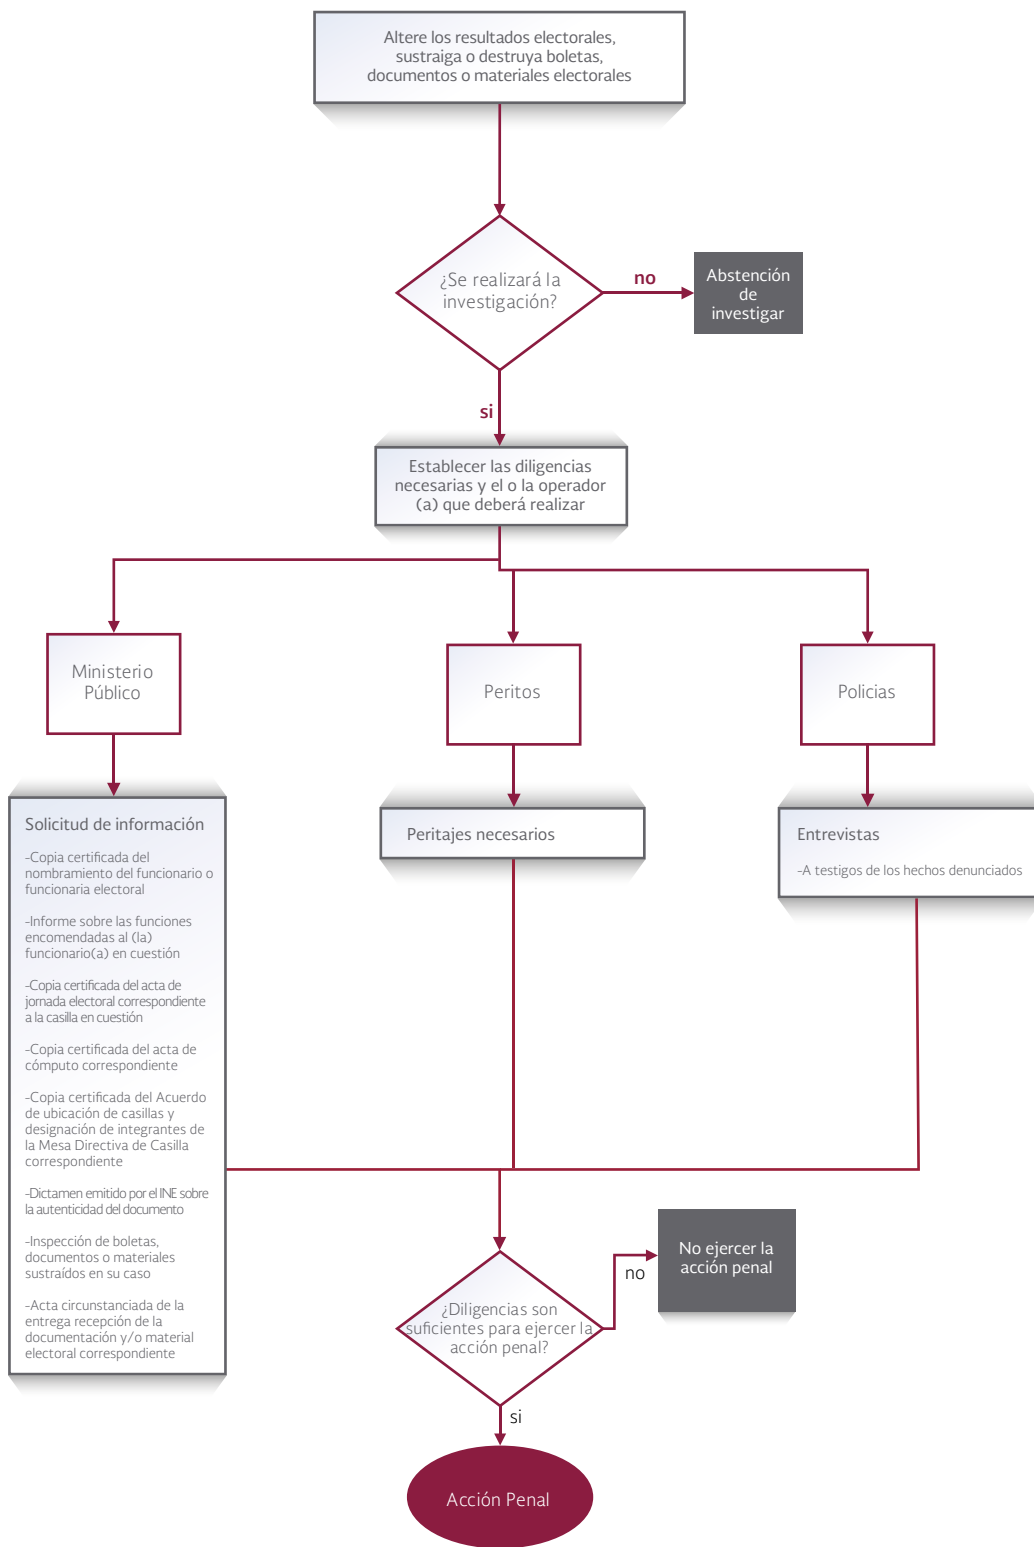 Altere los resultados electorales,
sustraiga o destruya boletas,
documentos o materiales electorales
¿Se realizará la
investigación?
no
Abstención
de
investigar
si
Establecer las diligencias
necesarias y el o la operador
(a) que deberá realizar
Ministerio
Público
Peritos
Policias
Solicitud de información
-Copia certificada del
nombramiento del funcionario o
funcionaria electoral
-Informe sobre las funciones
encomendadas al (la)
funcionario(a) en cuestión
-Copia certificada del acta de
jornada electoral correspondiente
a la casilla en cuestión
-Copia certificada del acta de
cómputo correspondiente
-Copia certificada del Acuerdo
de ubicación de casillas y
designación de integrantes de
la Mesa Directiva de Casilla
correspondiente
-Dictamen emitido por el INE sobre
la autenticidad del documento
-Inspección de boletas,
documentos o materiales
sustraídos en su caso
-Acta circunstanciada de la
entrega recepción de la
documentación y/o material
electoral correspondiente
Peritajes necesarios
Entrevistas
-A testigos de los hechos denunciados
¿Diligencias son
suficientes para ejercer la
acción penal?
no
No ejercer la
acción penal
si
Acción Penal